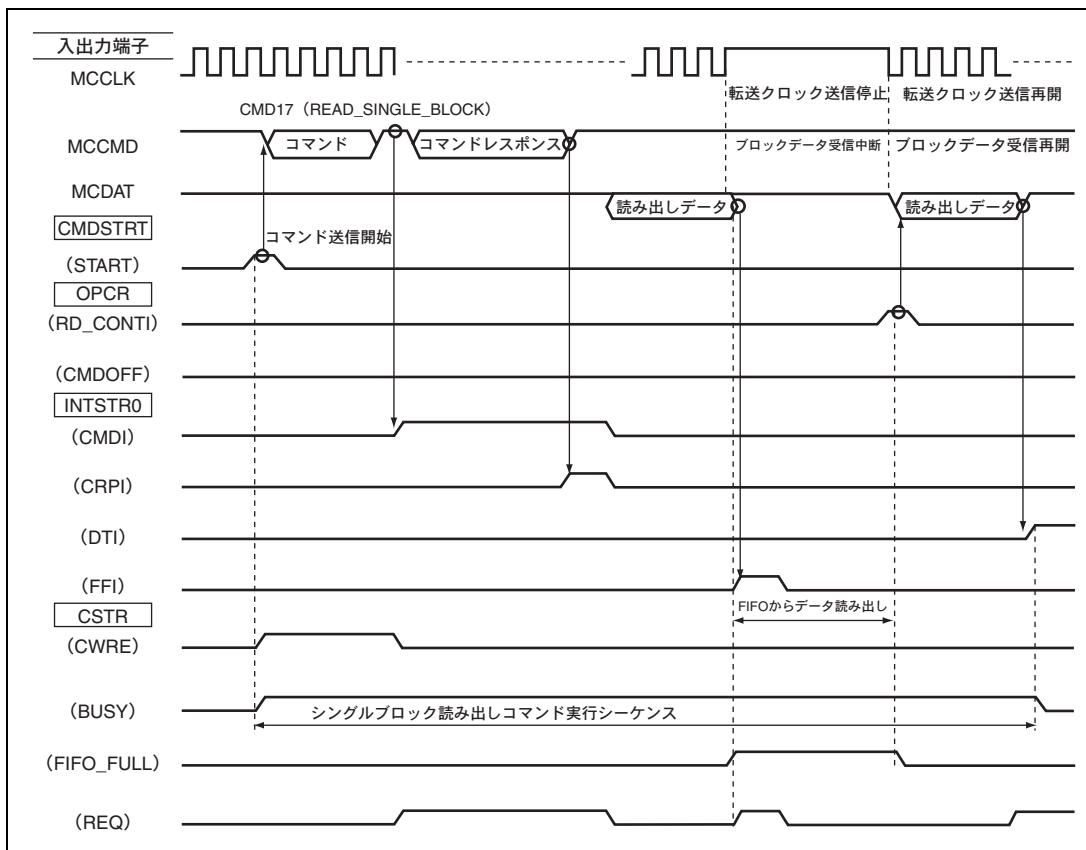 入出力端子
MCCLK
転送クロック送信停止
転送クロック送信再開
CMD17（READ_SINGLE_BLOCK）
MCCMD
コマンド
コマンドレスポンス
ブロックデータ受信中断
ブロックデータ受信再開
MCDAT
読み出しデータ
読み出しデータ
CMDSTRT
コマンド送信開始
（START）
OPCR
（RD_CONTI）
（CMDOFF）
INTSTR0
（CMDI）
（CRPI）
（DTI）
（FFI）
FIFOからデータ読み出し
CSTR
（CWRE）
（BUSY）
シングルブロック読み出しコマンド実行シーケンス
（FIFO_FULL）
（REQ）